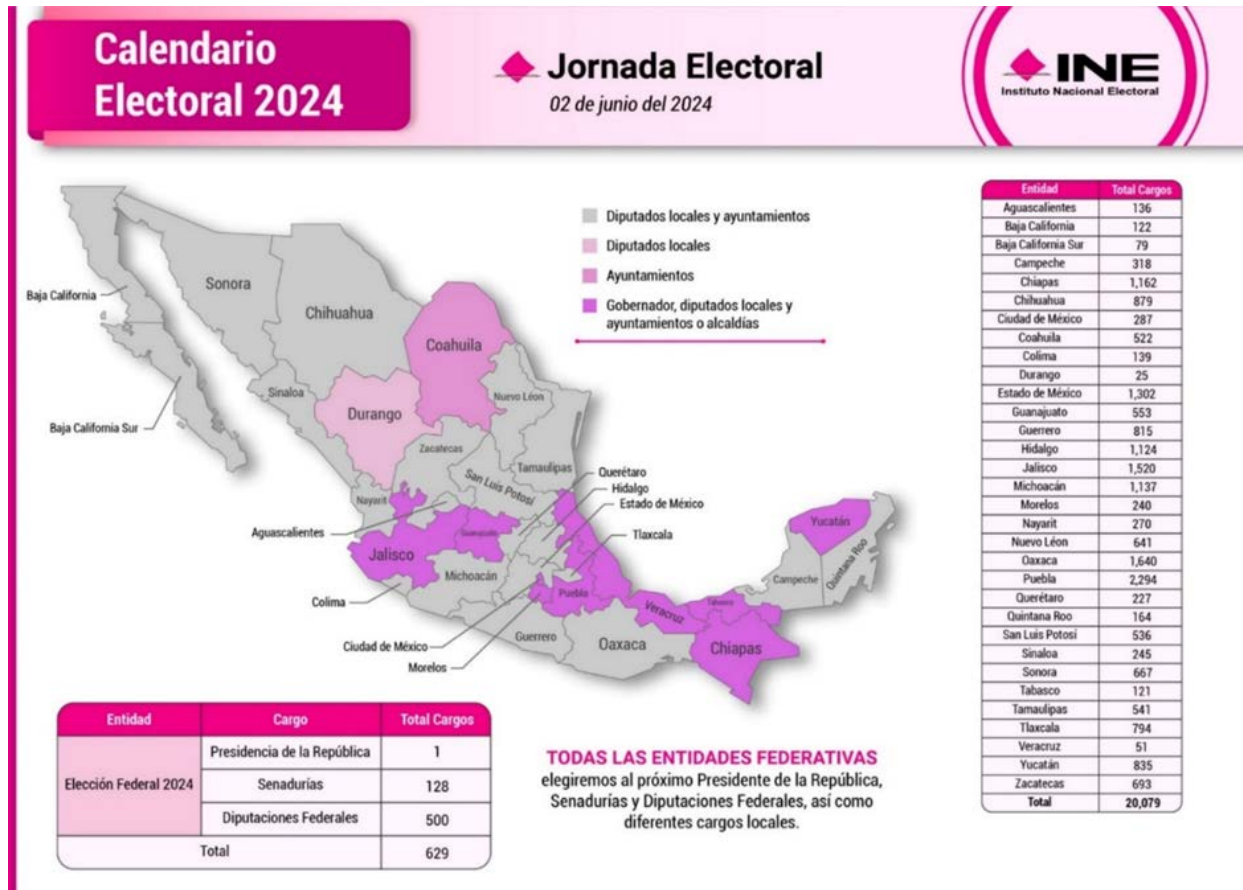 Calendario
Electoral 2024
Jornada Electoral
02 de junio del 2024
INE
Instituto Nacional Electoral
Diputados locales y ayuntamientos
Diputados locales
Ayuntamientos
Gobernador, diputados locales y
ayuntamientos o alcaldías
Baja California
Sonora
Chihuahua
Coahuila
Sinaloa
Durango
Nuevo Léon
Baja California Sur
Zacatecas
Tamaulipas
San Luis Potosí
Nayarit
Querétaro
Hidalgo
Estado de México
Tlaxcala
Aguascalientes
Guanajuato
Jalisco
Michoacán
Colima
Puebla
Veracruz
Tabasco
Yucatán
Campeche
Quintana Roo
Ciudad de México
Guerrero
Oaxaca
Chiapas
Morelos
Entidad Total Cargos
Aguascalientes 136
Baja California 122
Baja California Sur 79
Campeche 318
Chiapas 1,162
Chihuahua 879
Ciudad de México 287
Coahuila 522
Colima 139
Durango 25
Estado de México 1,302
Guanajuato 553
Guerrero 815
Hidalgo 1,124
Jalisco 1,520
Michoacán 1,137
Morelos 240
Nayarit 270
Nuevo Léon 641
Oaxaca 1,640
Puebla 2,294
Querétaro 227
Quintana Roo 164
San Luis Potosí 536
Sinaloa 245
Sonora 667
Tabasco 121
Tamaulipas 541
Tlaxcala 794
Veracruz 51
Yucatán 835
Zacatecas 693
Total 20,079
Entidad Cargo Total Cargos
Elección Federal 2024
Presidencia de la República 1
Senadurías 128
Diputaciones Federales 500
Total 629
TODAS LAS ENTIDADES FEDERATIVAS
elegiremos al próximo Presidente de la República,
Senadurías y Diputaciones Federales, así como
diferentes cargos locales.